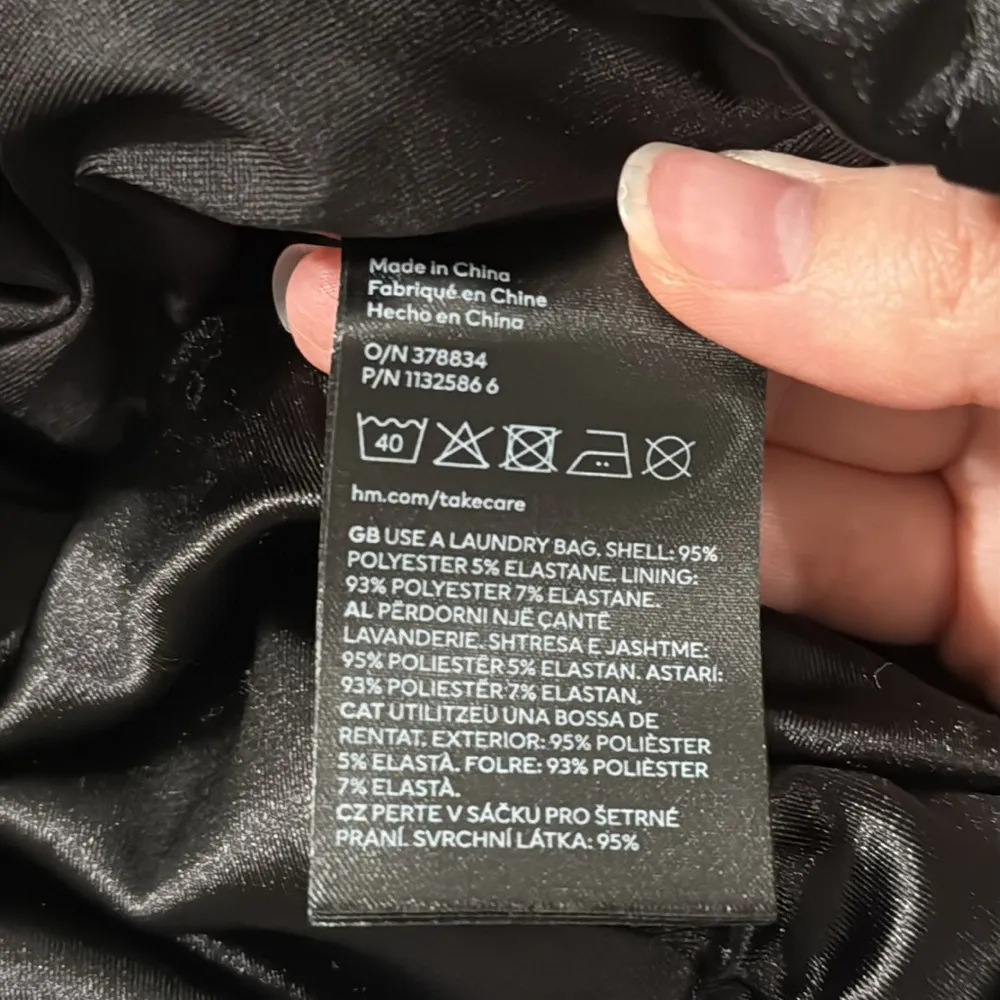 Made in China
Fabriqué en Chine
Hecho en China
O/N 378834
P/N 1132586 6
40
hm.com/takecare
GB USE A LAUNDRY BAG. SHELL: 95%
POLYESTER 5% ELASTANE. LINING:
93% POLYESTER 7% ELASTANE.
AL PËRDORNI NJË ÇANTË
LAVANDERIE. SHTRESA E JASHTME:
95% POLIESTËR 5% ELASTAN. ASTARI:
93% POLIESTËR 7% ELASTAN.
CAT UTILITZEU UNA BOSSA DE
RENTAT. EXTERIOR: 95% POLIÈSTER
5% ELASTÀ. FOLRE: 93% POLIÈSTER
7% ELASTÀ.
CZ PERTE V SÁČKU PRO ŠETRNÉ
PRANÍ. SVRCHNÍ LÁTKA: 95%